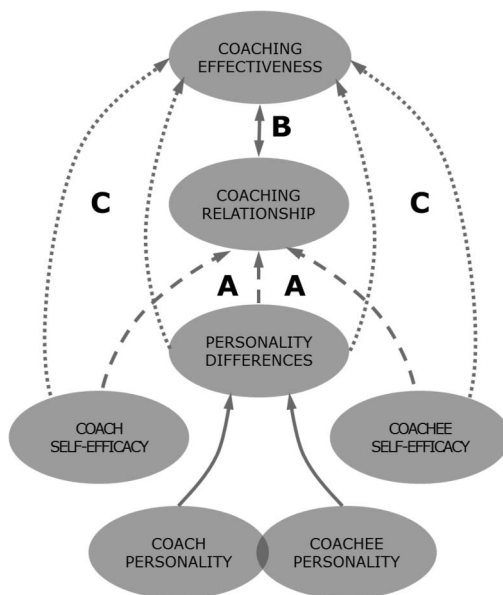 COACHING
EFFECTIVENESS
B
C
C
COACHING
RELATIONSHIP
A
A
PERSONALITY
DIFFERENCES
COACH
SELF-EFFICACY
COACHEE
SELF-EFFICACY
COACH
PERSONALITY
COACHEE
PERSONALITY